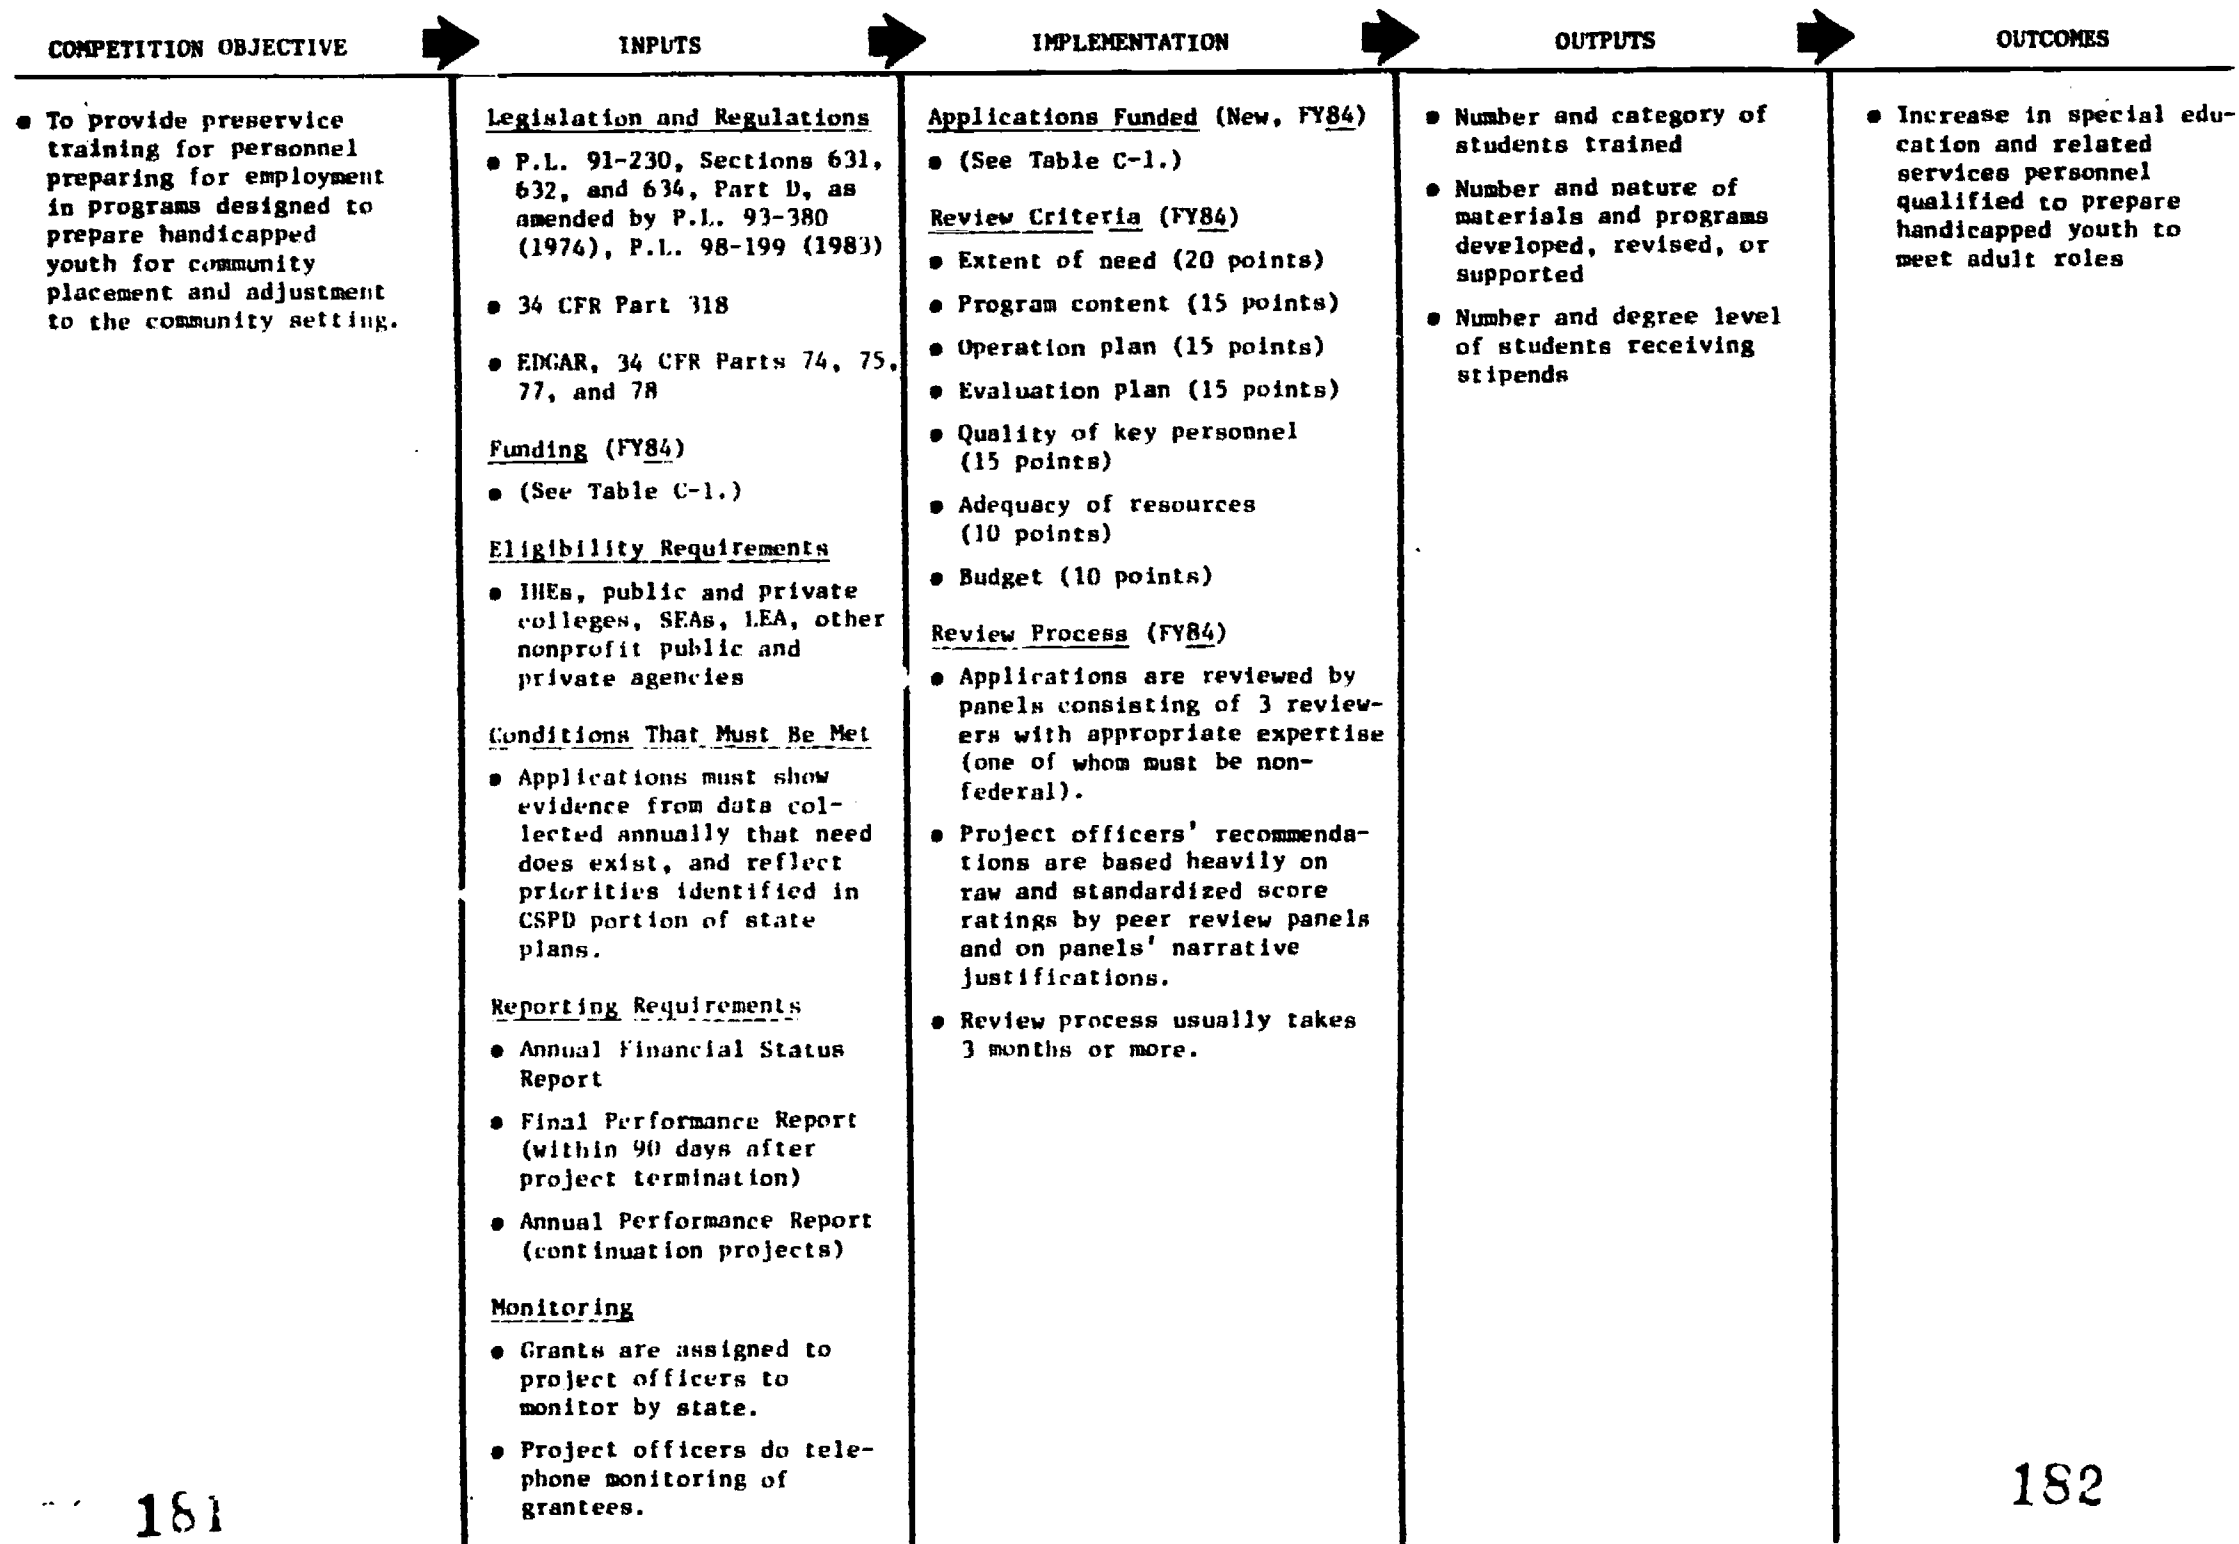 COMPETITION OBJECTIVE
INPUTS
IMPLEMENTATION
OUTPUTS
OUTCOMES
● To provide preservice
training for personnel
preparing for employment
in programs designed to
prepare handicapped
youth for community
placement and adjustment
to the community setting.
Legislation and Regulations
● P.L. 91-230, Sections 631,
632, and 634, Part D, as
amended by P.L. 93-380
(1974), P.L. 98-199 (1983)
● 34 CFR Part 318
● EDGAR, 34 CFR Parts 74, 75,
77, and 78
Funding (FY84)
● (See Table C-1.)
Eligibility Requirements
● IHEs, public and private
colleges, SEAs, LEA, other
nonprofit public and
private agencies
Conditions That Must Be Met
● Applications must show
evidence from data col-
lected annually that need
does exist, and reflect
priorities identified in
CSPD portion of state
plans.
Reporting Requirements
● Annual Financial Status
Report
● Final Performance Report
(within 90 days after
project termination)
● Annual Performance Report
(continuation projects)
Monitoring
● Grants are assigned to
project officers to
monitor by state.
● Project officers do tele-
phone monitoring of
grantees.
Applications Funded (New, FY84)
● (See Table C-1.)
Review Criteria (FY84)
● Extent of need (20 points)
● Program content (15 points)
● Operation plan (15 points)
● Evaluation plan (15 points)
● Quality of key personnel
(15 points)
● Adequacy of resources
(10 points)
● Budget (10 points)
Review Process (FY84)
● Applications are reviewed by
panels consisting of 3 review-
ers with appropriate expertise
(one of whom must be non-
federal).
● Project officers' recommenda-
tions are based heavily on
raw and standardized score
ratings by peer review panels
and on panels' narrative
justifications.
● Review process usually takes
3 months or more.
● Number and category of
students trained
● Number and nature of
materials and programs
developed, revised, or
supported
● Number and degree level
of students receiving
stipends
● Increase in special edu-
cation and related
services personnel
qualified to prepare
handicapped youth to
meet adult roles
181
182